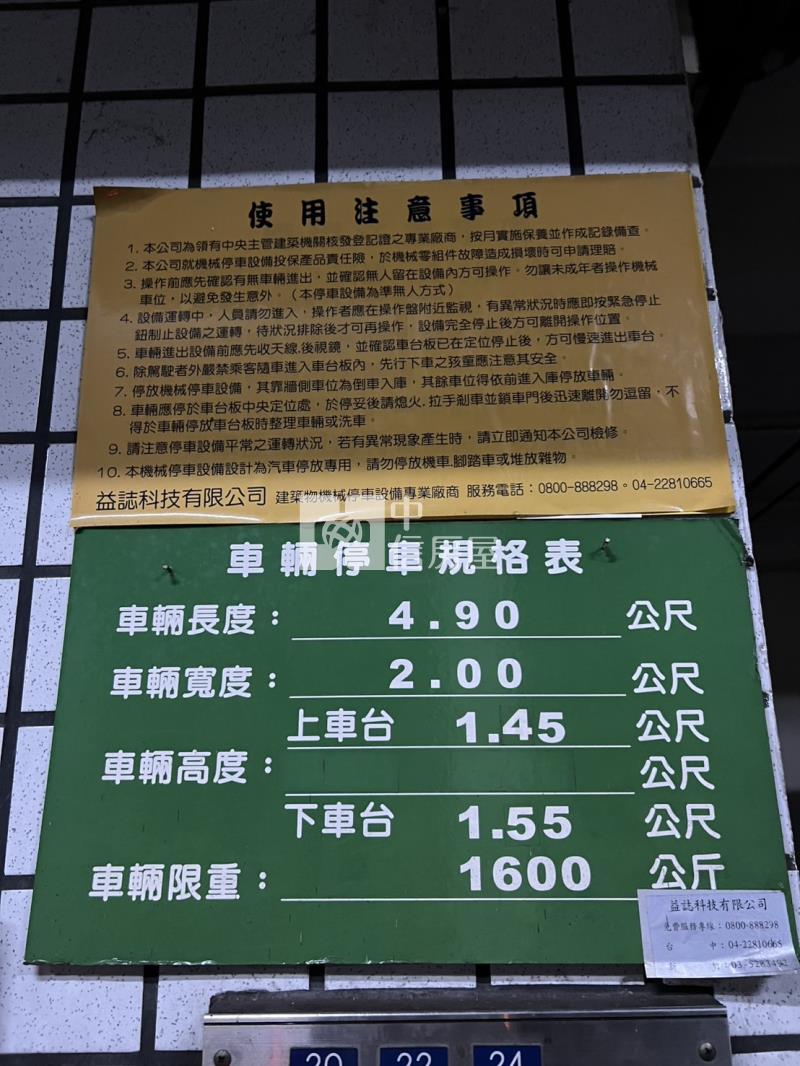 使用注意事項
1. 本公司為領有中央主管建築機關核發登記證之專業廠商，按月實施保養並作成記錄備查。
2. 本公司就機械停車設備投保產品責任險，於機械零組件故障造成損壞時可申請理賠。
3. 操作前應先確認有無車輛進出，並確認無人留在設備內方可操作。勿讓未成年者操作機械
車位，以避免發生意外。（本停車設備為準無人方式）
4. 設備運轉中，人員請勿進入，操作者應在操作盤附近監視，有異常狀況時應即按緊急停止
鈕制止設備之運轉，待狀況排除後才可再操作，設備完全停止後方可離開操作位置。
5. 車輛進出設備前應先收天線.後視鏡，並確認車台板已在定位停止後，方可慢速進出車台。
6. 除駕駛者外嚴禁乘客隨車進入車台板內，先行下車之孩童應注意其安全。
7. 停放機械停車設備，其靠牆側車位為倒車入庫，其餘車位得依前進入庫停放車輛。
8. 車輛應停於車台板中央定位處，於停妥後請熄火.拉手剎車並鎖車門後迅速離開勿逗留，不
得於車輛停放車台板時整理車輛或洗車。
9. 請注意停車設備平常之運轉狀況，若有異常現象產生時，請立即通知本公司檢修。
10. 本機械停車設備設計為汽車停放專用，請勿停放機車.腳踏車或堆放雜物。
益誌科技有限公司 建築物機械停車設備專業廠商 服務電話：0800-888298。04-22810665
中信房屋
車輛停車規格表
車輛長度： 4.90 公尺
車輛寬度： 2.00 公尺
上車台 1.45 公尺
車輛高度： 公尺
下車台 1.55 公尺
車輛限重： 1600 公斤
益誌科技有限公司
免費服務專線：0800-888298
台 中：04-22810665
20 22 24